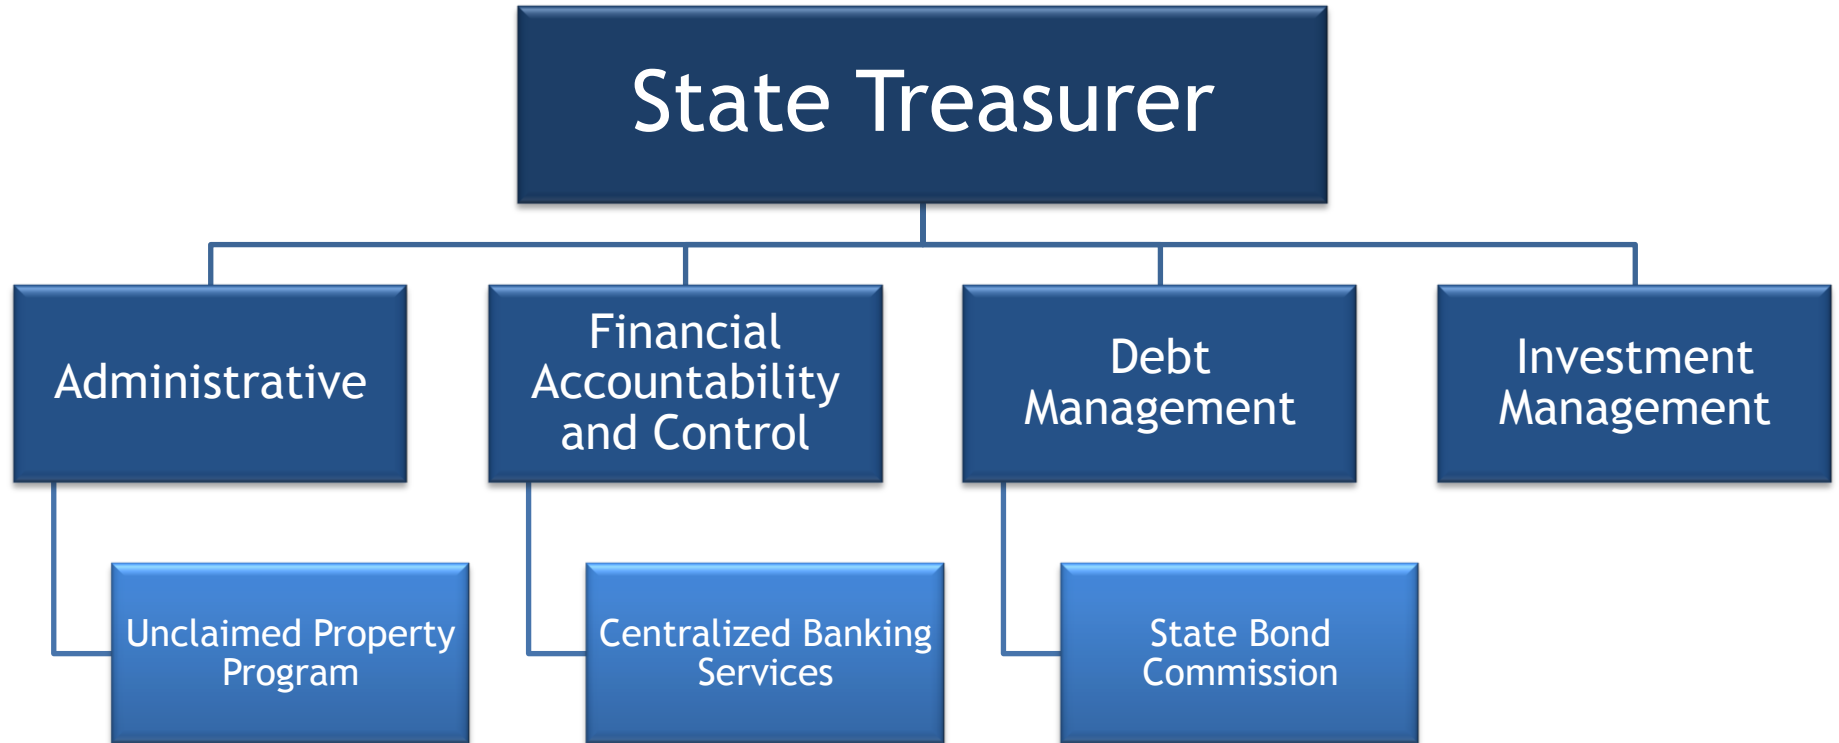 State Treasurer
Administrative
Financial
Accountability
and Control
Debt
Management
Investment
Management
Unclaimed Property
Program
Centralized Banking
Services
State Bond
Commission